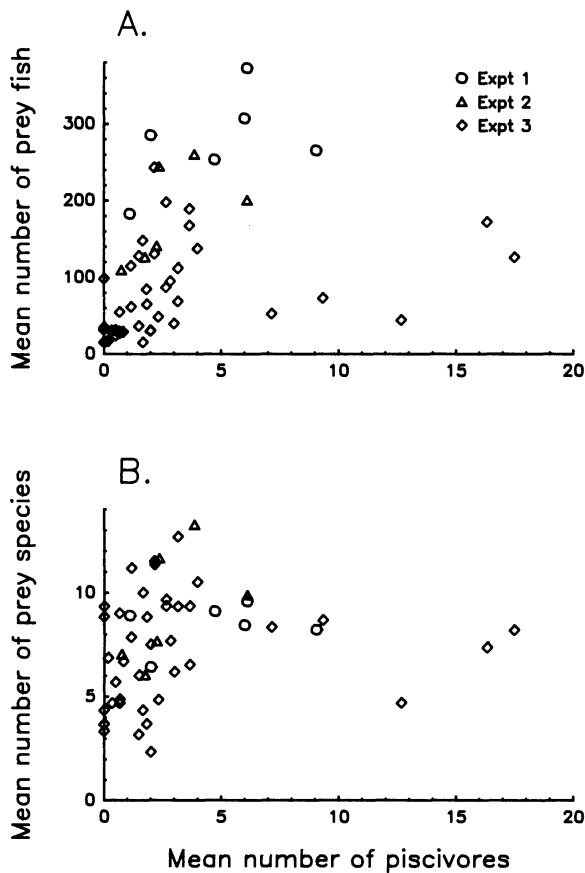 A.
Mean number of prey fish
300
200
100
0
Expt 1
Expt 2
Expt 3
0 5 10 15 20
B.
Mean number of prey species
10
5
0
0 5 10 15 20
Mean number of piscivores